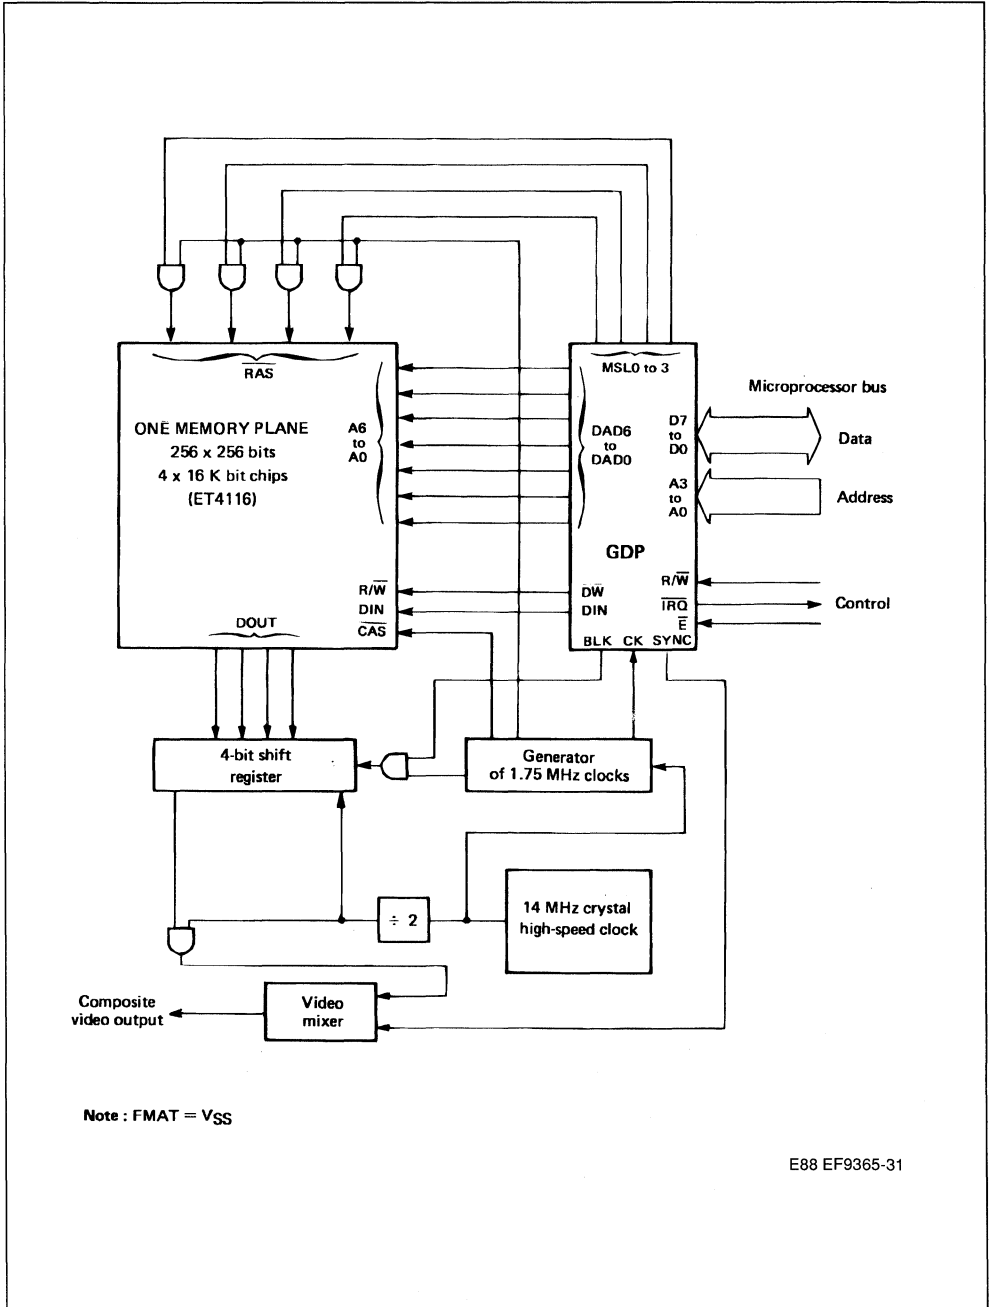 RAS
ONE MEMORY PLANE
256 x 256 bits
4 x 16 K bit chips
(ET4116)
A6
to
A0
R/W
DIN
CAS
DOUT
MSL0 to 3
DAD6
to
DAD0
D7
to
D0
A3
to
A0
GDP
DW
DIN
R/W
IRQ
E
BLK CK SYNC
Microprocessor bus
Data
Address
Control
4-bit shift
register
Generator
of 1.75 MHz clocks
÷ 2
14 MHz crystal
high-speed clock
Video
mixer
Composite
video output
Note : FMAT = VSS
E88 EF9365-31